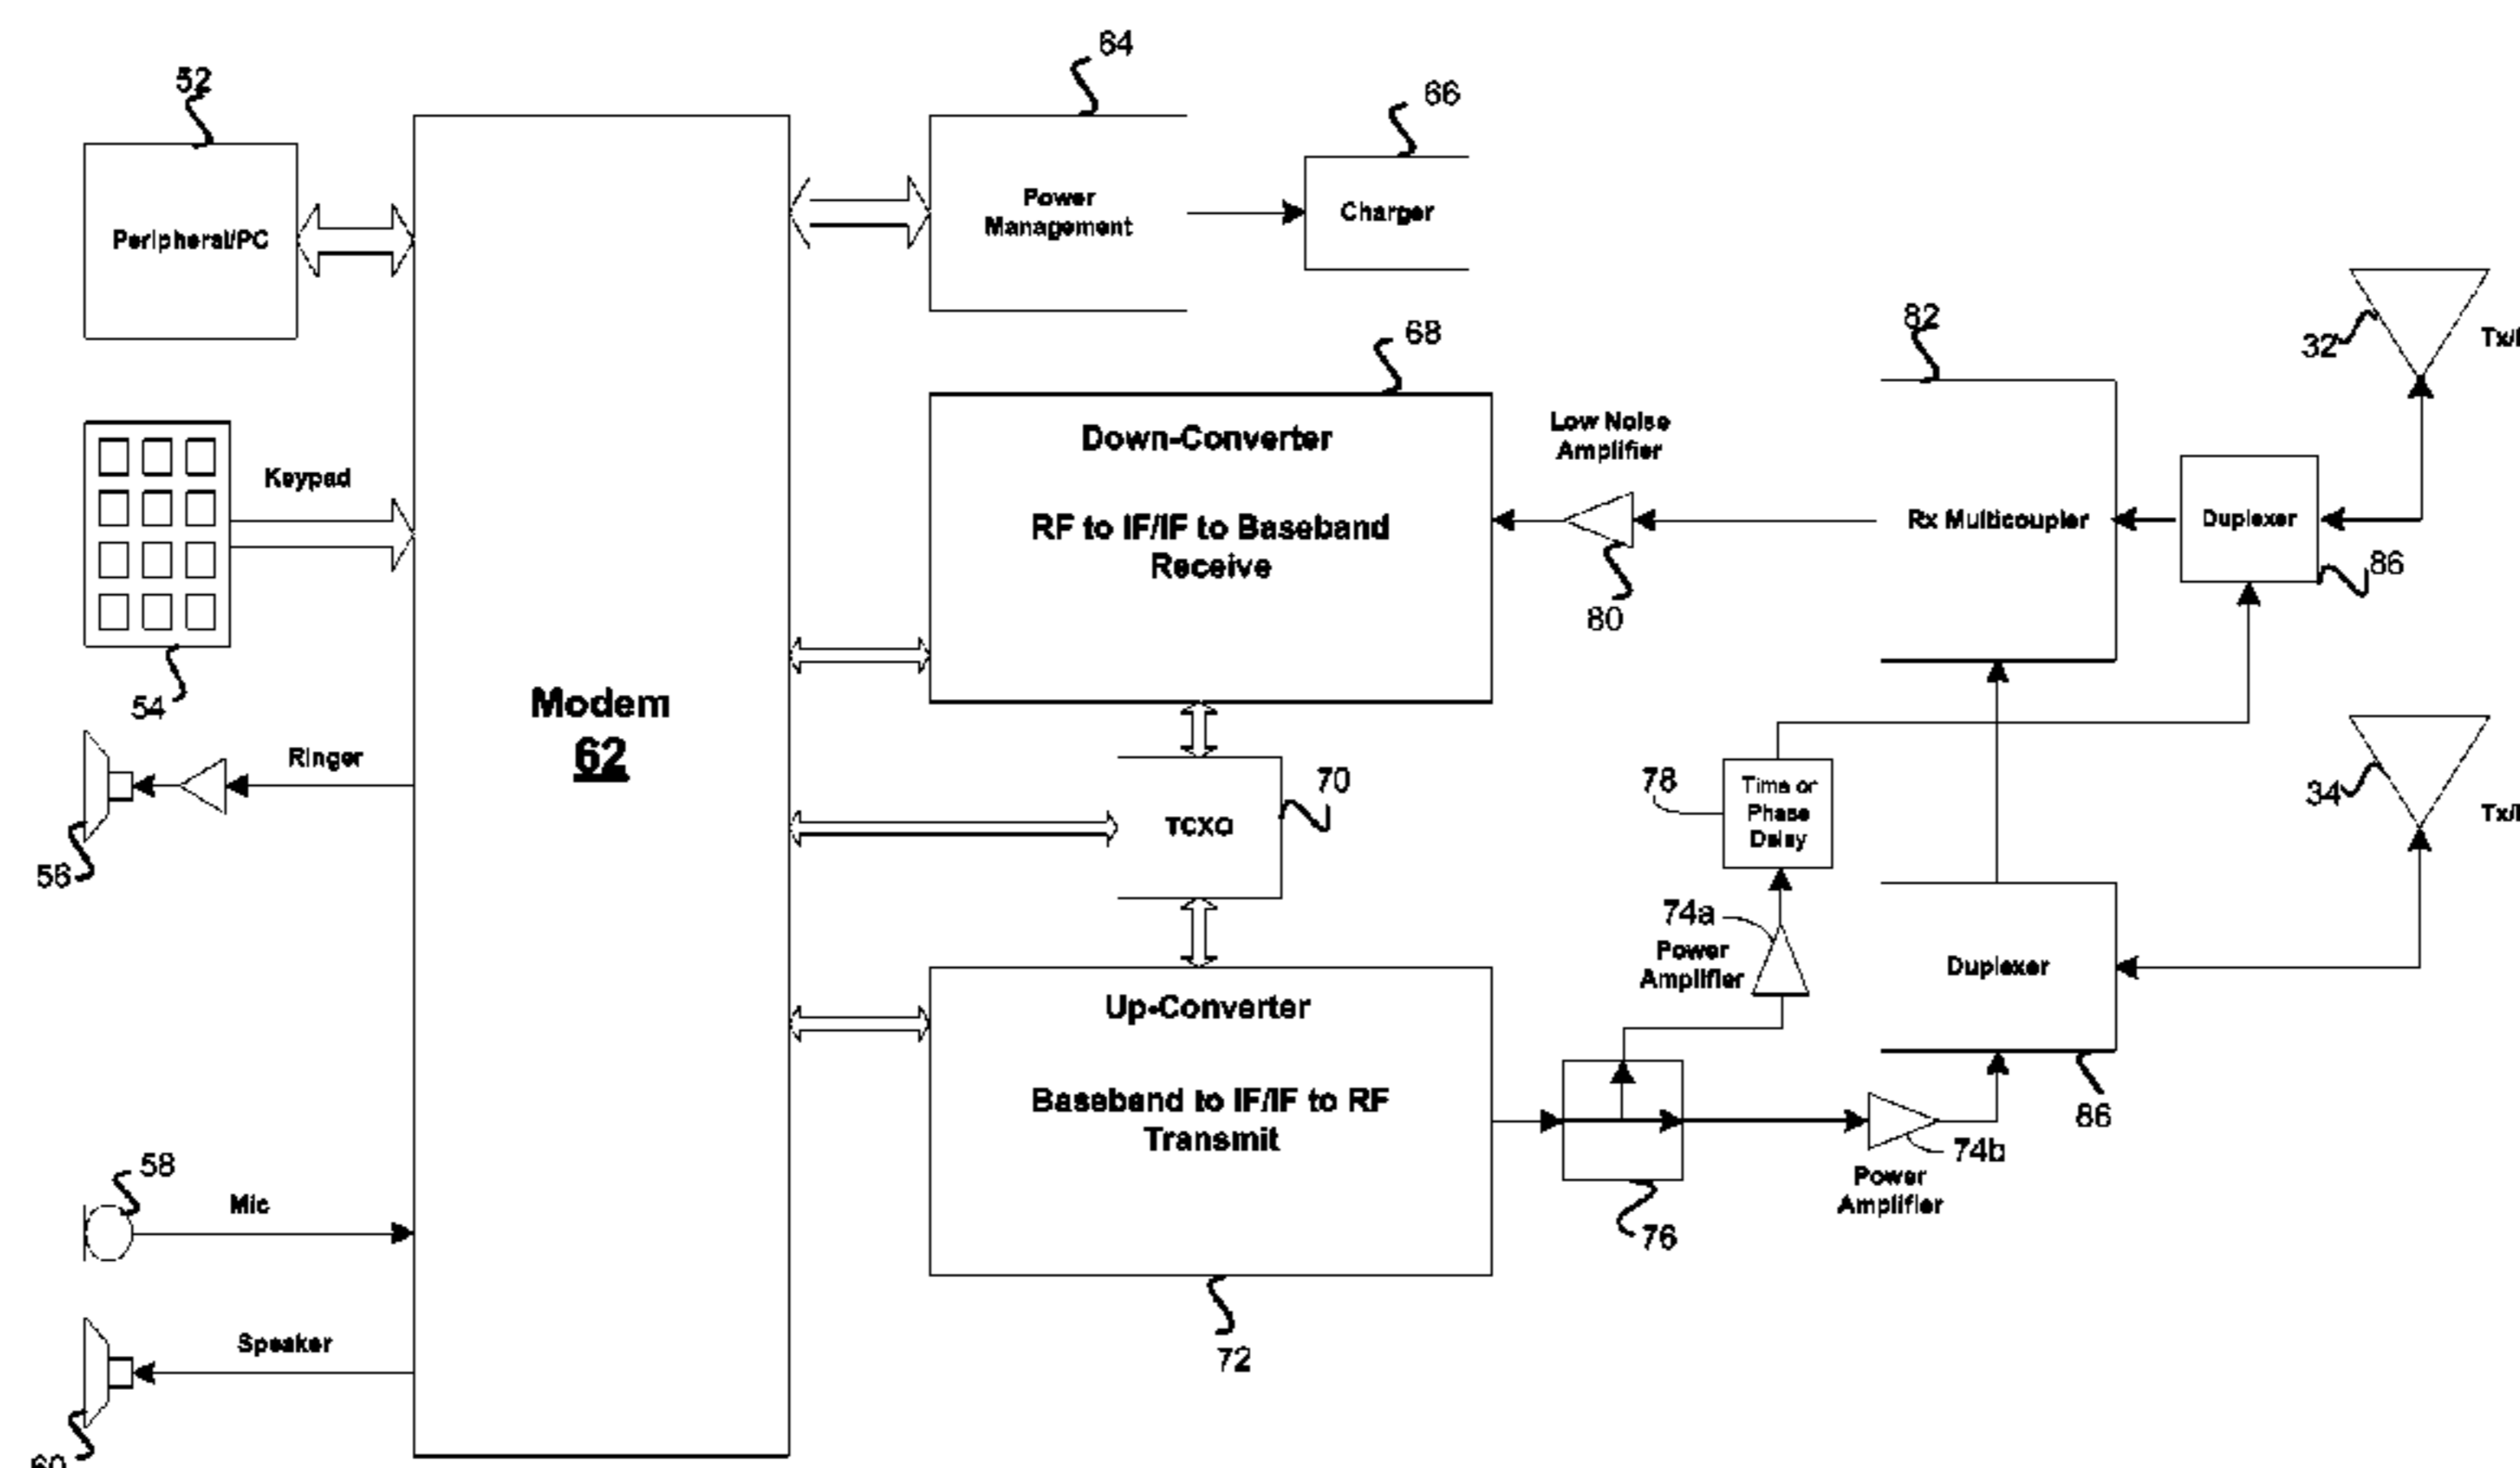 52
Peripheral/PC
Keypad
54
Ringer
56
58
Mic
Speaker
60
Modem
62
64
Power
Management
66
Charger
68
Down-Converter
RF to IF/IF to Baseband
Receive
70
TCXO
Up-Converter
Baseband to IF/IF to RF
Transmit
72
Low Noise
Amplifier
80
82
Rx Multicoupler
Duplexer
86
32
Tx/
78
Time or
Phase
Delay
74a
Power
Amplifier
76
74b
Power
Amplifier
Duplexer
86
34
Tx/